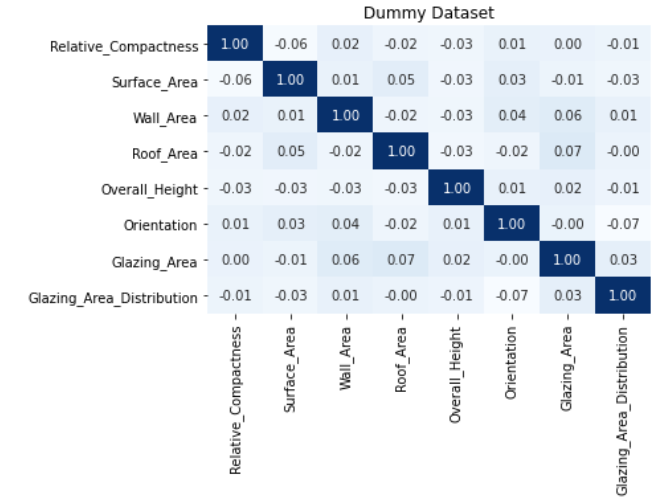 Dummy Dataset
Relative_Compactness 1.00 -0.06 0.02 -0.02 -0.03 0.01 0.00 -0.01
Surface_Area -0.06 1.00 0.01 0.05 -0.03 0.03 -0.01 -0.03
Wall_Area 0.02 0.01 1.00 -0.02 -0.03 0.04 0.06 0.01
Roof_Area -0.02 0.05 -0.02 1.00 -0.03 -0.02 0.07 -0.00
Overall_Height -0.03 -0.03 -0.03 -0.03 1.00 0.01 0.02 -0.01
Orientation 0.01 0.03 0.04 -0.02 0.01 1.00 -0.00 -0.07
Glazing_Area 0.00 -0.01 0.06 0.07 0.02 -0.00 1.00 0.03
Glazing_Area_Distribution -0.01 -0.03 0.01 -0.00 -0.01 -0.07 0.03 1.00
Relative_Compactness
Surface_Area
Wall_Area
Roof_Area
Overall_Height
Orientation
Glazing_Area
Glazing_Area_Distribution